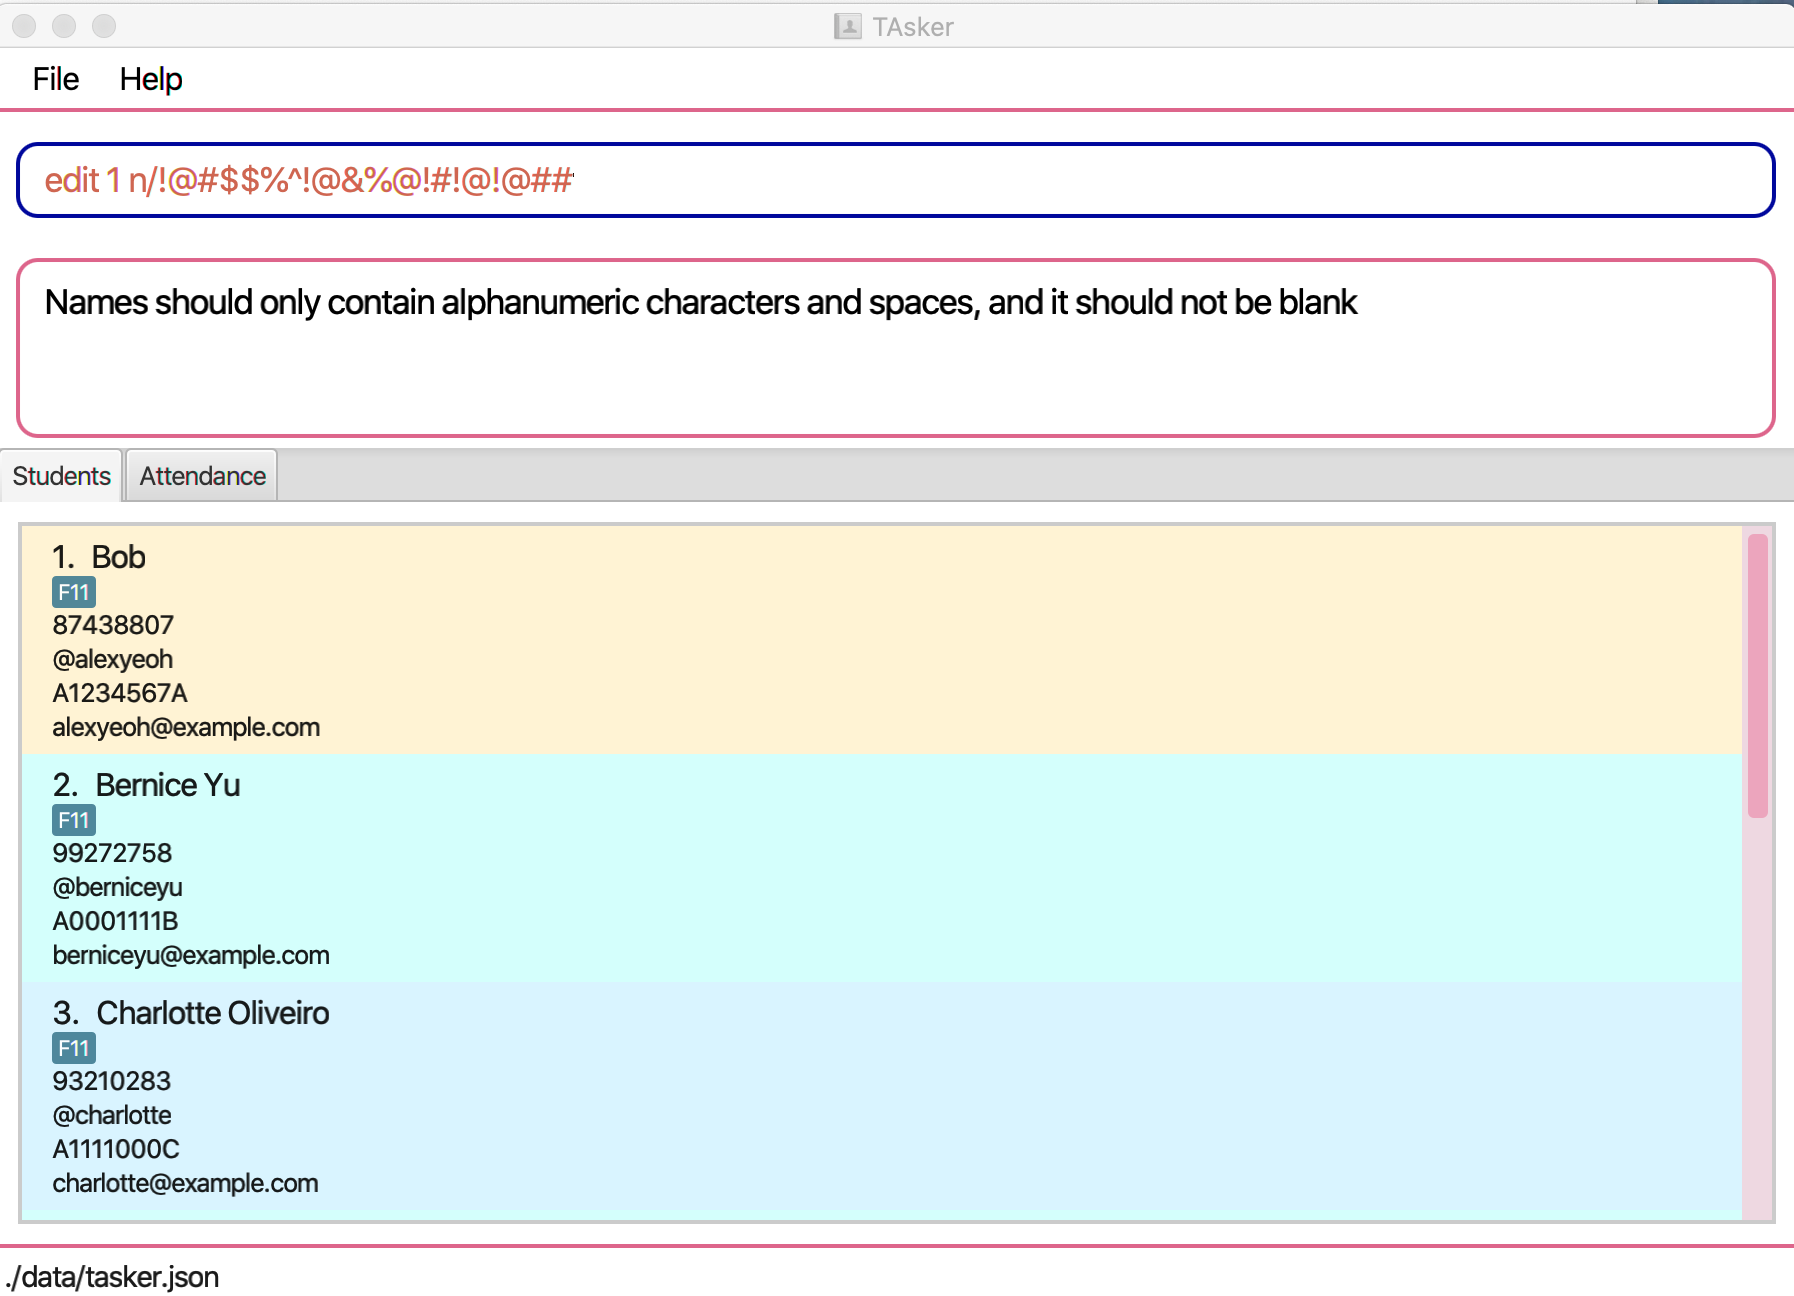 TAsker
File Help
edit 1 n/!@#$$%^!@&%@!#!@!@##
Names should only contain alphanumeric characters and spaces, and it should not be blank
Students Attendance
1. Bob
F11
87438807
@alexyeoh
A1234567A
alexyeoh@example.com
2. Bernice Yu
F11
99272758
@berniceyu
A0001111B
berniceyu@example.com
3. Charlotte Oliveiro
F11
93210283
@charlotte
A1111000C
charlotte@example.com
./data/tasker.json